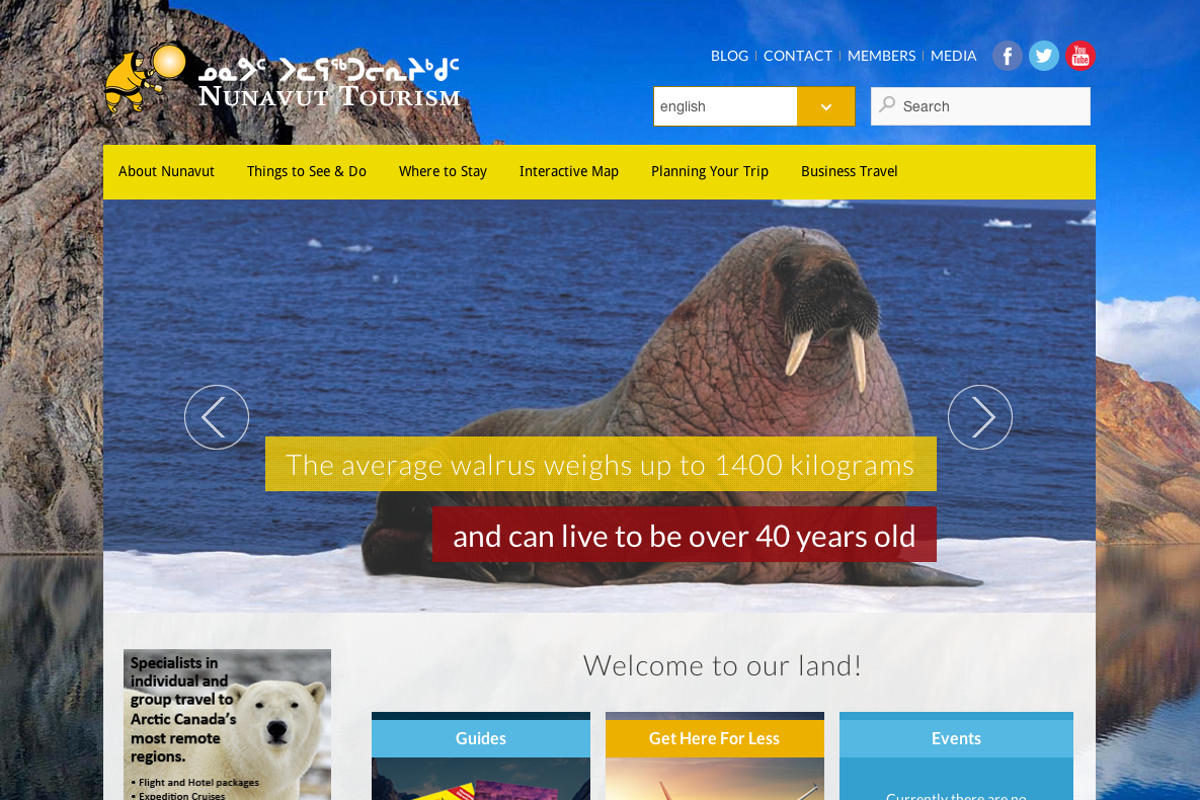 ᓄᓇᕗᑦ ᐳᓚᕋᖅᑐᓕᕆᔨᒃᑯᑦ
NUNAVUT TOURISM
BLOG
CONTACT
MEMBERS
MEDIA
You
Tube
english
Search
About Nunavut
Things to See & Do
Where to Stay
Interactive Map
Planning Your Trip
Business Travel
The average walrus weighs up to 1400 kilograms
and can live to be over 40 years old
Specialists in
individual and
group travel to
Arctic Canada's
most remote
regions.
• Flight and Hotel packages
• Expedition Cruises
Welcome to our land!
Guides
Get Here For Less
Events
Currently there are no